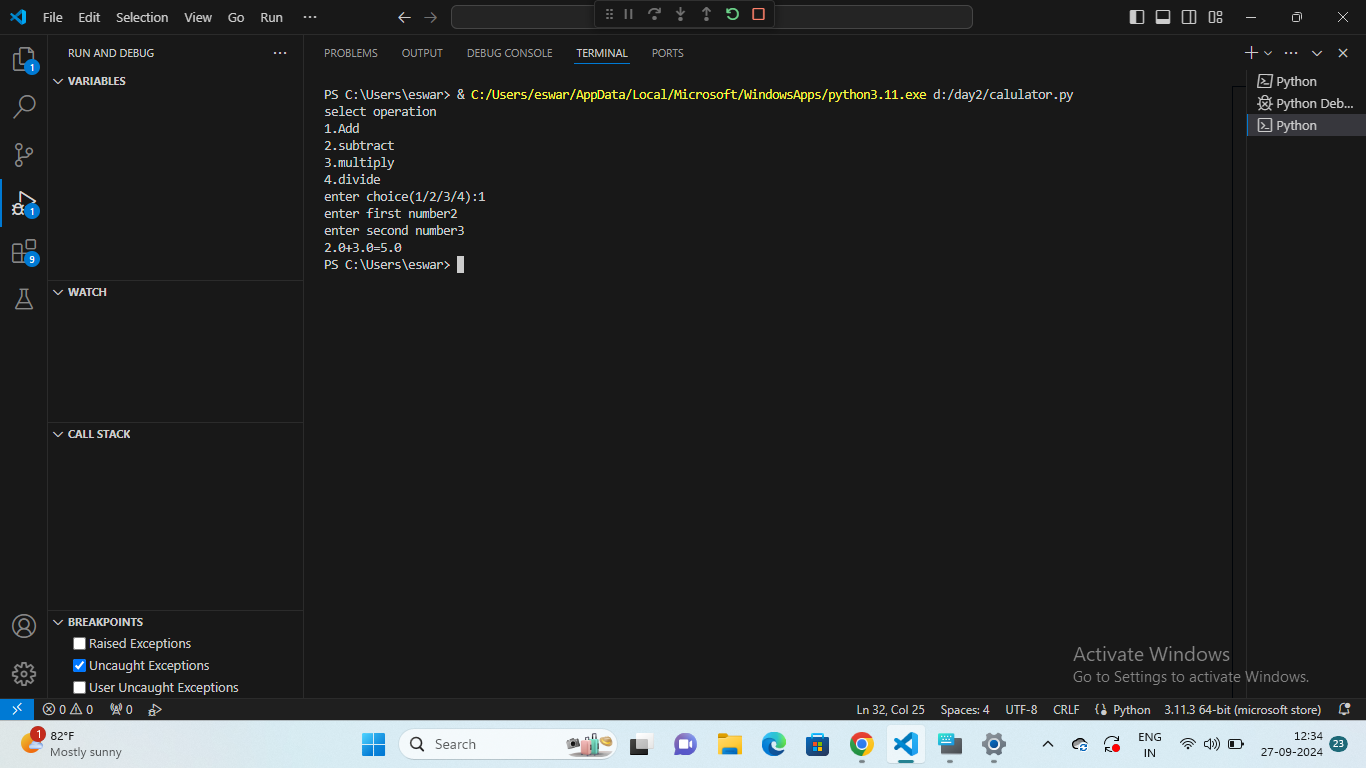 File Edit Selection View Go Run ...
RUN AND DEBUG ...
VARIABLES
WATCH
CALL STACK
BREAKPOINTS
Raised Exceptions
Uncaught Exceptions
User Uncaught Exceptions
1
1
9
PROBLEMS OUTPUT DEBUG CONSOLE TERMINAL PORTS
PS C:\Users\eswar> & C:/Users/eswar/AppData/Local/Microsoft/WindowsApps/python3.11.exe d:/day2/calulator.py
select operation
1.Add
2.subtract
3.multiply
4.divide
enter choice(1/2/3/4):1
enter first number2
enter second number3
2.0+3.0=5.0
PS C:\Users\eswar>
Python
Python Deb...
Python
Activate Windows
Go to Settings to activate Windows.
0 0 0 Ln 32, Col 25 Spaces: 4 UTF-8 CRLF Python 3.11.3 64-bit (microsoft store)
1
82°F
Mostly sunny
Search
ENG
IN
12:34
27-09-2024
23